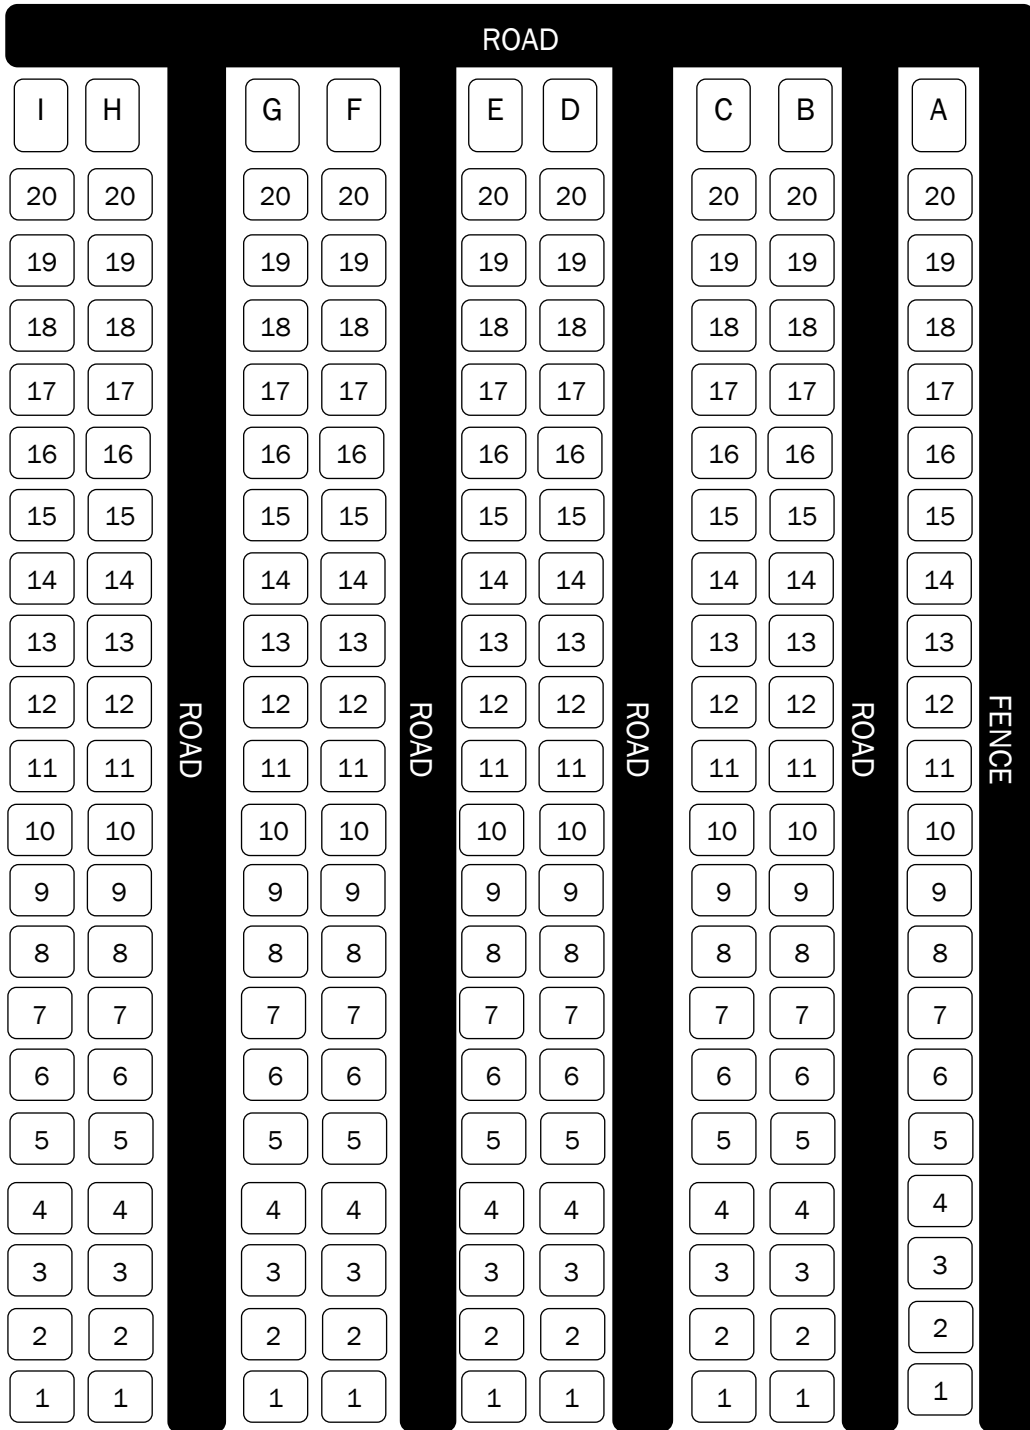 ROAD
I H G F E D C B A
20 20 20 20 20 20 20 20 20
19 19 19 19 19 19 19 19 19
18 18 18 18 18 18 18 18 18
17 17 17 17 17 17 17 17 17
16 16 16 16 16 16 16 16 16
15 15 15 15 15 15 15 15 15
14 14 14 14 14 14 14 14 14
13 13 13 13 13 13 13 13 13
12 12 12 12 12 12 12 12 12
ROAD ROAD ROAD ROAD FENCE
11 11 11 11 11 11 11 11 11
10 10 10 10 10 10 10 10 10
9 9 9 9 9 9 9 9 9
8 8 8 8 8 8 8 8 8
7 7 7 7 7 7 7 7 7
6 6 6 6 6 6 6 6 6
5 5 5 5 5 5 5 5 5
4 4 4 4 4 4 4 4 4
3 3 3 3 3 3 3 3 3
2 2 2 2 2 2 2 2 2
1 1 1 1 1 1 1 1 1